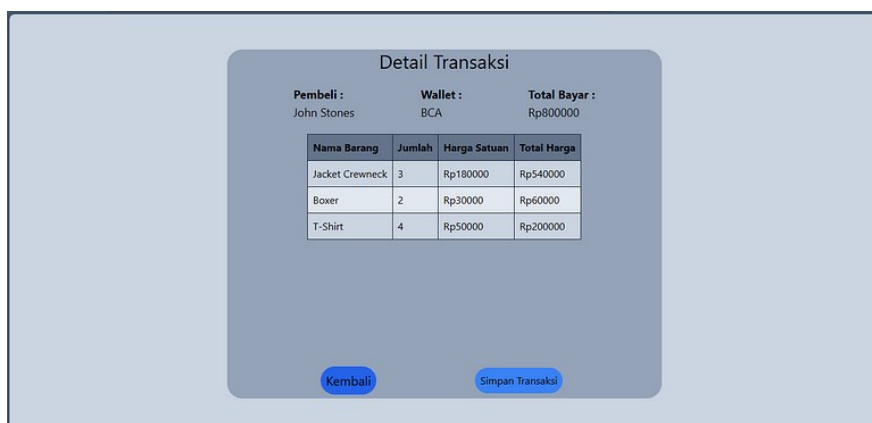 Detail Transaksi
Pembeli : Wallet : Total Bayar :
John Stones BCA Rp800000
Nama Barang Jumlah Harga Satuan Total Harga
Jacket Crewneck 3 Rp180000 Rp540000
Boxer 2 Rp30000 Rp60000
T-Shirt 4 Rp50000 Rp200000
Kembali Simpan Transaksi